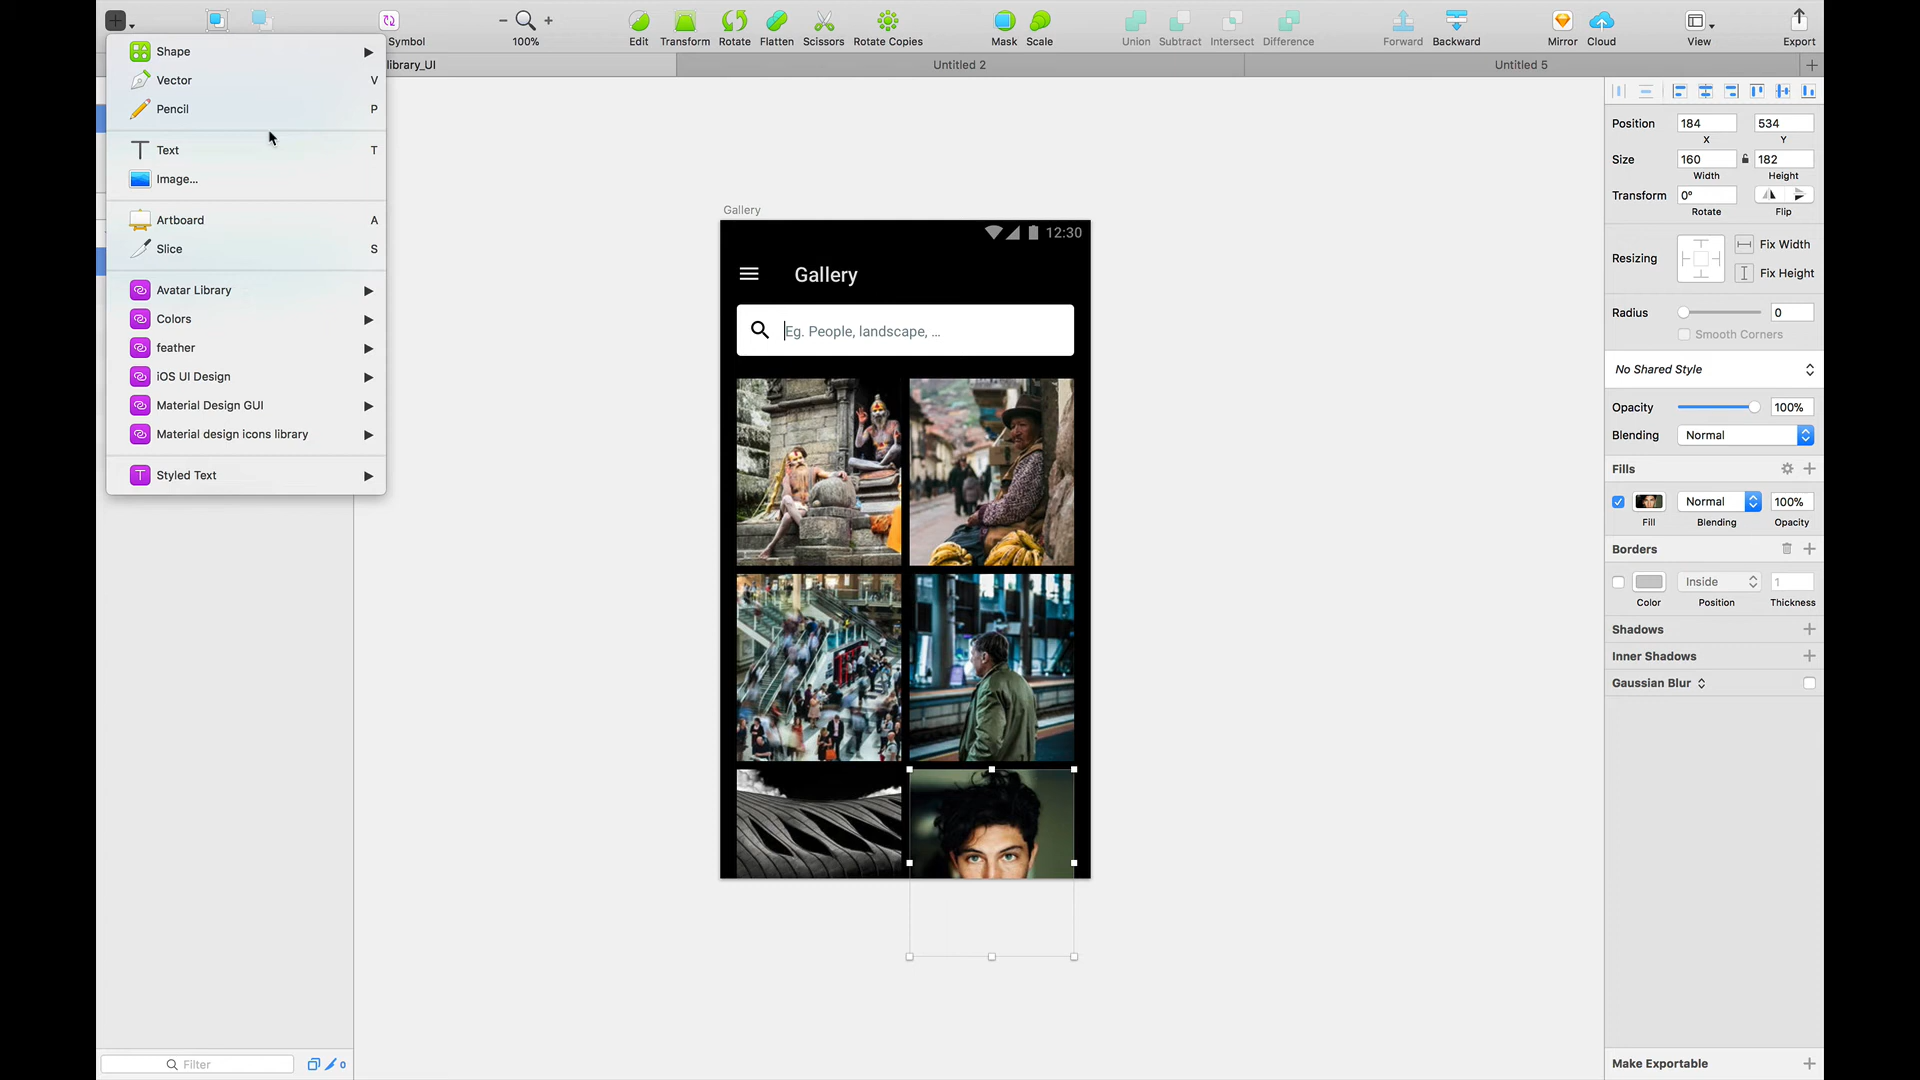 Symbol
100%
Edit
Transform
Rotate
Flatten
Scissors
Rotate Copies
Mask
Scale
Union
Subtract
Intersect
Difference
Forward
Backward
Mirror
Cloud
View
Export
library_UI
Untitled 2
Untitled 5
Shape
Vector V
Pencil P
Text T
Image...
Artboard A
Slice S
Avatar Library
Colors
feather
iOS UI Design
Material Design GUI
Material design icons library
Styled Text
Filter
0
Gallery
12:30
Gallery
Eg. People, landscape, ...
Position 184 534
X Y
Size 160 182
Width Height
Transform 0°
Rotate Flip
Resizing
Fix Width
Fix Height
Radius 0
Smooth Corners
No Shared Style
Opacity 100%
Blending Normal
Fills
Normal 100%
Fill Blending Opacity
Borders
Inside 1
Color Position Thickness
Shadows
Inner Shadows
Gaussian Blur
Make Exportable